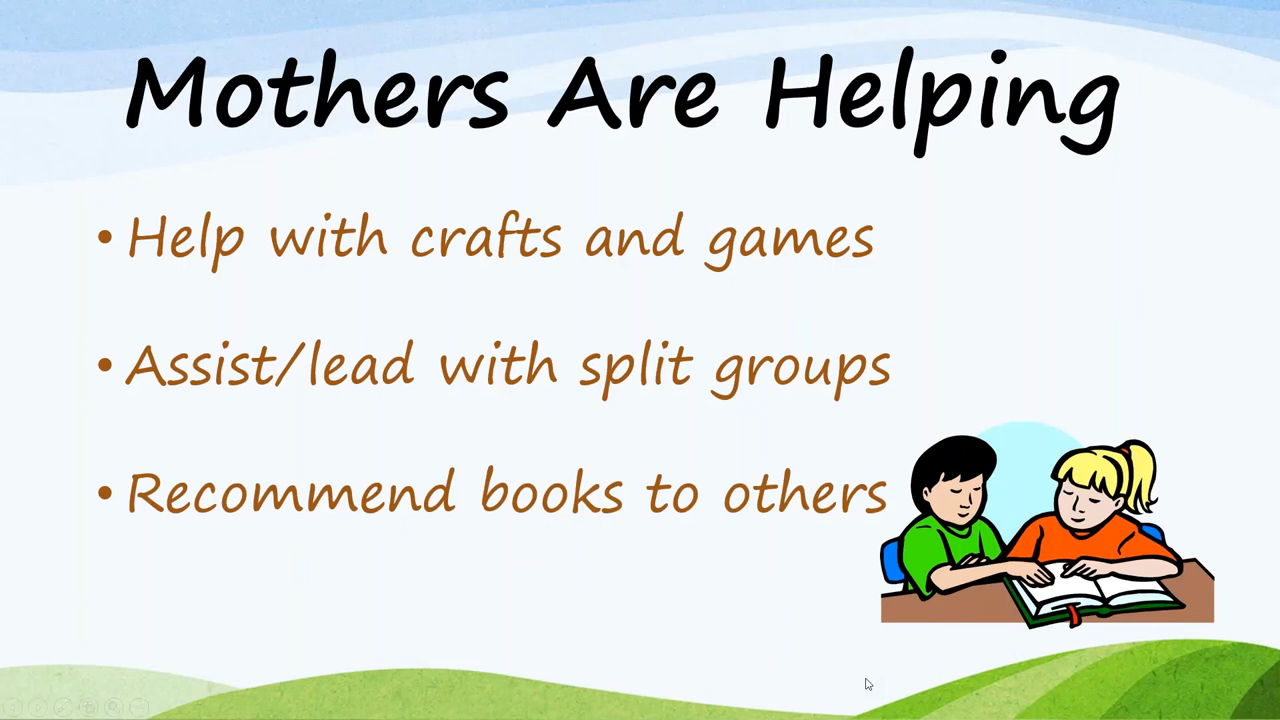 Mothers Are Helping
• Help with crafts and games
• Assist/lead with split groups
• Recommend books to others